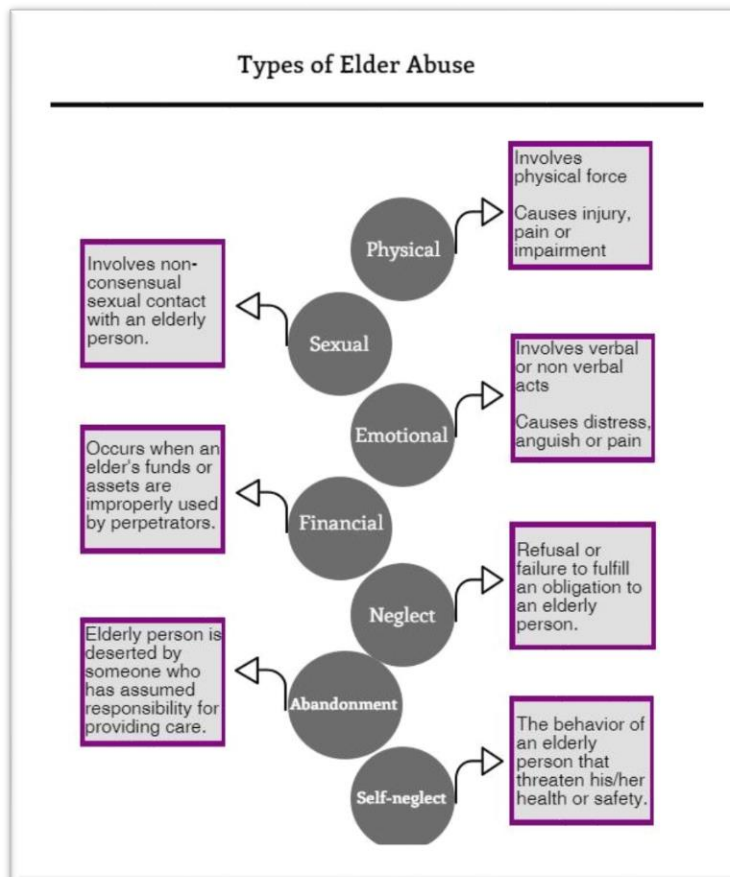 Types of Elder Abuse
Physical
Involves
physical force
Causes injury,
pain or
impairment
Sexual
Involves non-
consensual
sexual contact
with an elderly
person.
Emotional
Involves verbal
or non verbal
acts
Causes distress,
anguish or pain
Financial
Occurs when an
elder's funds or
assets are
improperly used
by perpetrators.
Neglect
Refusal or
failure to fulfill
an obligation to
an elderly
person.
Abandonment
Elderly person is
deserted by
someone who
has assumed
responsibility for
providing care.
Self-neglect
The behavior of
an elderly
person that
threaten his/her
health or safety.